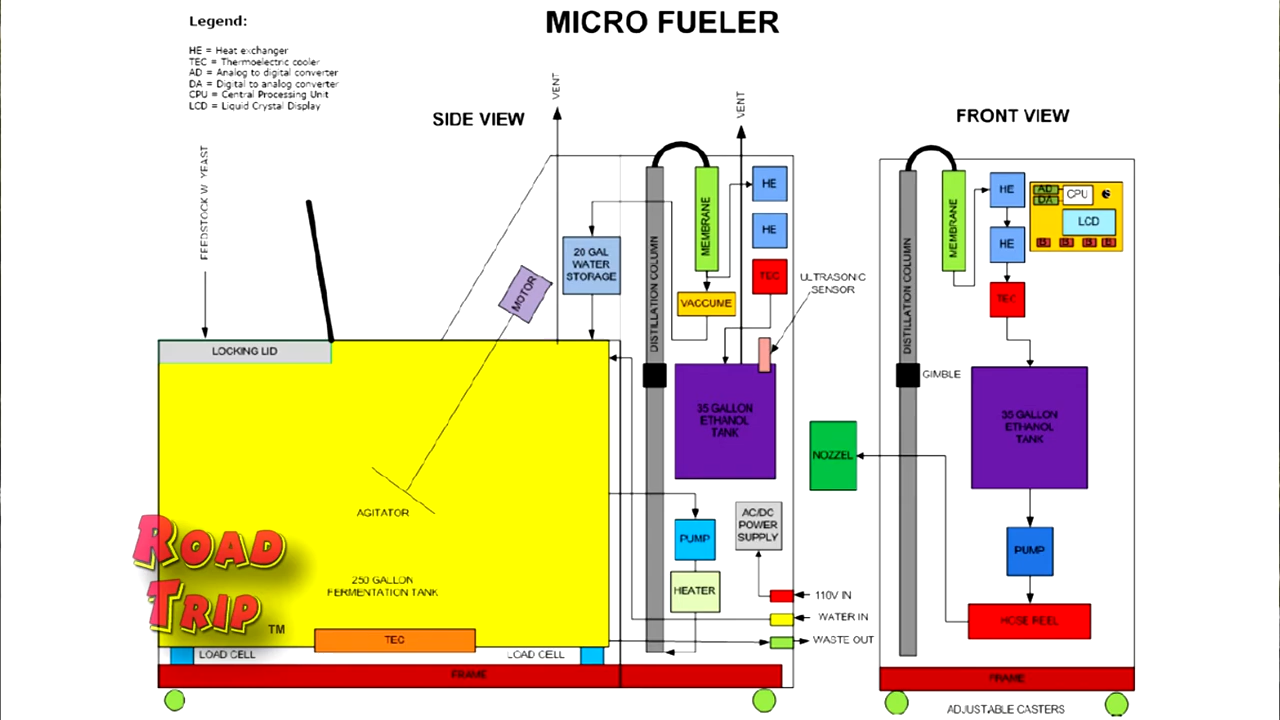 Legend:
MICRO FUELER
HE = Heat exchanger
TEC = Thermoelectric cooler
AD = Analog to digital converter
DA = Digital to analog converter
CPU = Central Processing Unit
LCD = Liquid Crystal Display
SIDE VIEW
VENT
VENT
FRONT VIEW
FEEDSTOCK W. YEAST
DISTILLATION COLUMN
MEMBRANE
HE
HE
TEC
20 GAL
WATER
STORAGE
MOTOR
VACCUME
ULTRASONIC
SENSOR
LOCKING LID
35 GALLON
ETHANOL
TANK
AGITATOR
250 GALLON
FERMENTATION TANK
PUMP
HEATER
AC/DC
POWER
SUPPLY
110V IN
WATER IN
WASTE OUT
TEC
LOAD CELL
LOAD CELL
FRAME
ROAD
TRIP TM
DISTILLATION COLUMN
MEMBRANE
HE
HE
TEC
AD
DA
CPU
LCD
B
B
B
B
GIMBLE
35 GALLON
ETHANOL
TANK
NOZZEL
PUMP
HOSE REEL
FRAME
ADJUSTABLE CASTERS